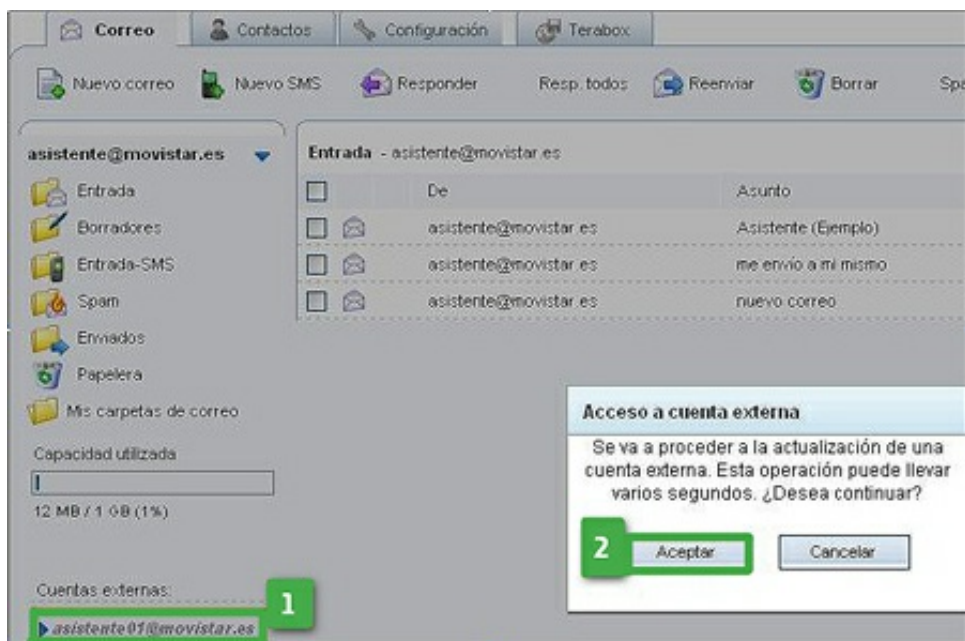 Correo Contactos Configuración Terabox
Nuevo correo Nuevo SMS Responder Resp. todos Reenviar Borrar Spa
asistente@movistar.es
Entrada
Borradores
Entrada-SMS
Spam
Enviados
Papelera
Mis carpetas de correo
Capacidad utilizada
12 MB / 1 GB (1%)
Cuentas externas:
1
asistente01@movistar.es
Entrada - asistente@movistar.es
De Asunto
asistente@movistar.es Asistente (Ejemplo)
asistente@movistar.es me envio a mi mismo
asistente@movistar.es nuevo correo
Acceso a cuenta externa
Se va a proceder a la actualización de una
cuenta externa. Esta operación puede llevar
varios segundos. ¿Desea continuar?
2 Aceptar Cancelar